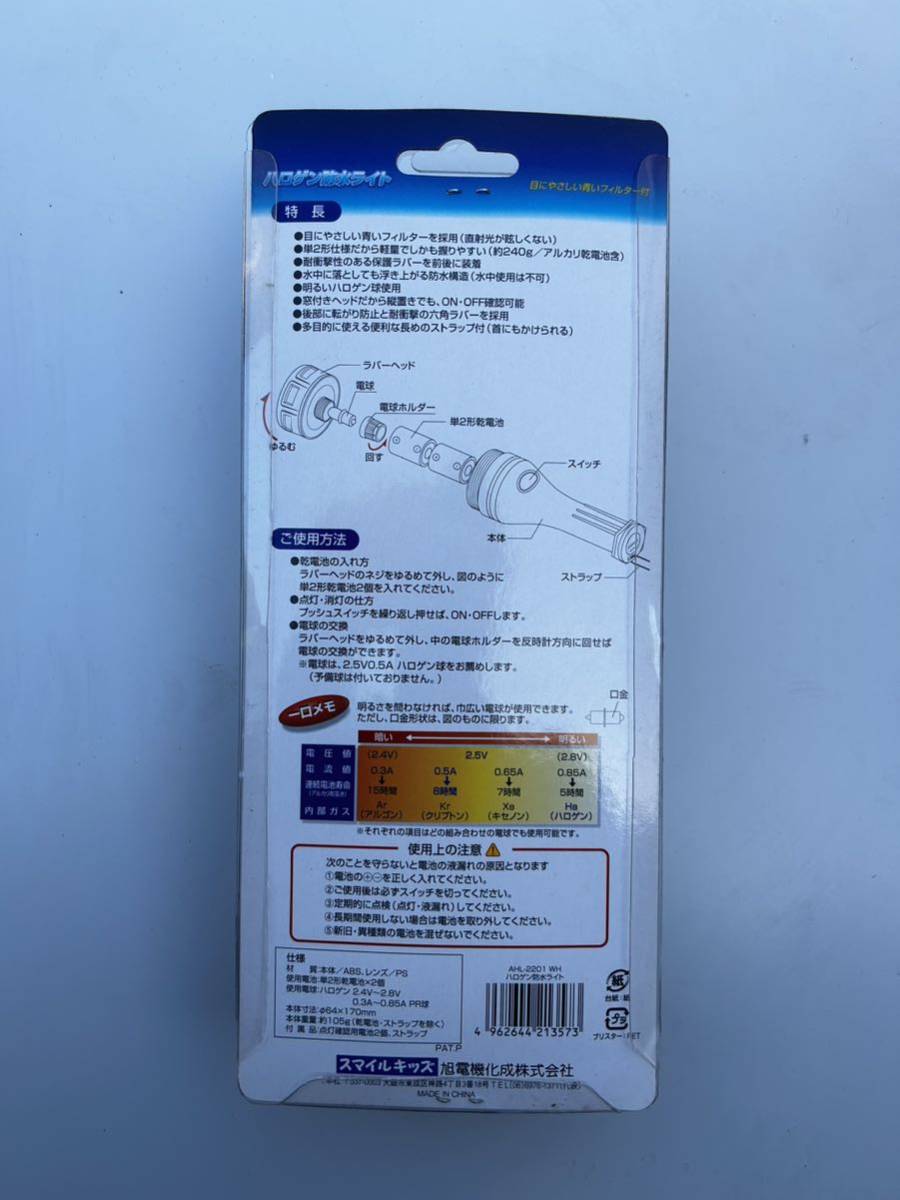 ハロゲン防水ライト
目にやさしい青いフィルター付
特長
●目にやさしい青いフィルターを採用(直射光が眩しくない)
●単2形仕様だから軽量でしかも握りやすい(約240g/アルカリ乾電池含)
●耐衝撃性のある保護ラバーを前後に装着
●水中に落としても浮き上がる防水構造(水中使用は不可)
●明るいハロゲン球使用
●窓付きヘッドだから縦置きでも、ON・OFF確認可能
●後部に転がり防止と耐衝撃の六角ラバーを採用
●多目的に使える便利な長めのストラップ付(首にもかけられる)
ラバーヘッド
電球
電球ホルダー
単2形乾電池
ゆるむ
回す
スイッチ
本体
ストラップ
ご使用方法
●乾電池の入れ方
ラバーヘッドのネジをゆるめて外し、図のように
単2形乾電池2個を入れてください。
●点灯・消灯の仕方
プッシュスイッチを繰り返し押せば、ON・OFFします。
●電球の交換
ラバーヘッドをゆるめて外し、中の電球ホルダーを反時計方向に回せば
電球の交換ができます。
※電球は、2.5V0.5A ハロゲン球をお薦めします。
(予備球は付いておりません。)
口金
一口メモ
明るさを問わなければ、巾広い電球が使用できます。
ただし、口金形状は、図のものに限ります。
暗い 明るい
電圧値 (2.4V) 2.5V (2.8V)
電流値 0.3A 0.5A 0.65A 0.85A
連続電池寿命 15時間 8時間 7時間 5時間
内部ガス Ar Kr Xe Ha
(アルゴン) (クリプトン) (キセノン) (ハロゲン)
※それぞれの項目はどの組み合わせの電球でも使用可能です。
使用上の注意
次のことを守らないと電池の液漏れの原因となります
①電池の⊕⊖を正しく入れてください。
②ご使用後は必ずスイッチを切ってください。
③定期的に点検(点灯・液漏れ)してください。
④長期間使用しない場合は電池を取り外してください。
⑤新旧・異種類の電池を混ぜないでください。
仕様
材質:本体/ABS、レンズ/PS
使用電池:単2形乾電池×2個
使用電球:ハロゲン 2.4V〜2.8V
0.3A〜0.85A PR球
本体寸法:φ64×170mm
本体重量:約105g(乾電池・ストラップを除く)
付属品:点灯確認用電池2個、ストラップ
AHL-2201 WH
ハロゲン防水ライト
4 962644 213573
紙
台紙:紙
プラ
ブリスター:PET
PAT.P
スマイルキッズ 旭電機化成株式会社
MADE IN CHINA